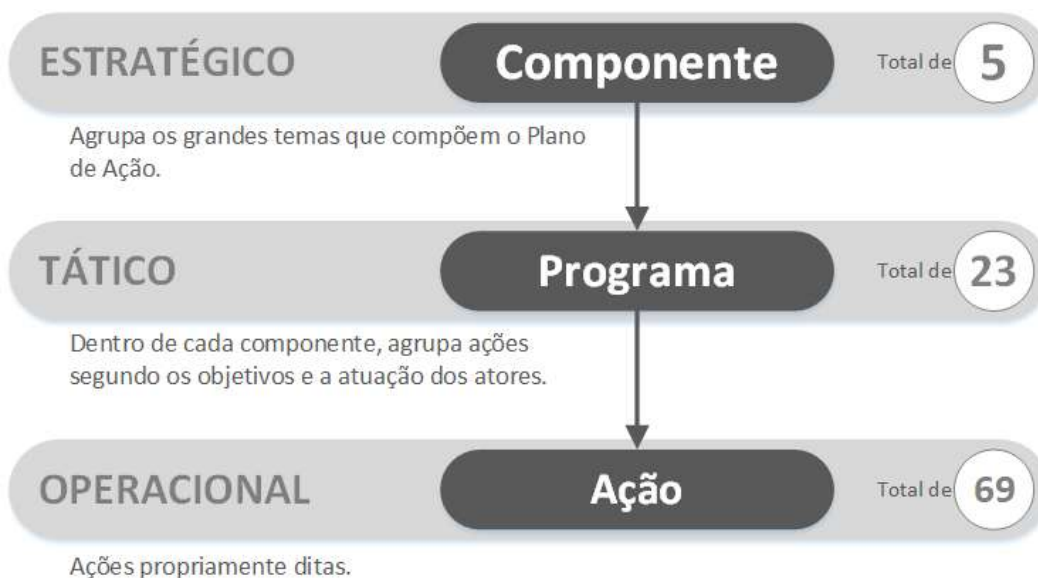 ESTRATÉGICO Componente Total de 5
Agrupa os grandes temas que compõem o Plano
de Ação.
TÁTICO Programa Total de 23
Dentro de cada componente, agrupa ações
segundo os objetivos e a atuação dos atores.
OPERACIONAL Ação Total de 69
Ações propriamente ditas.